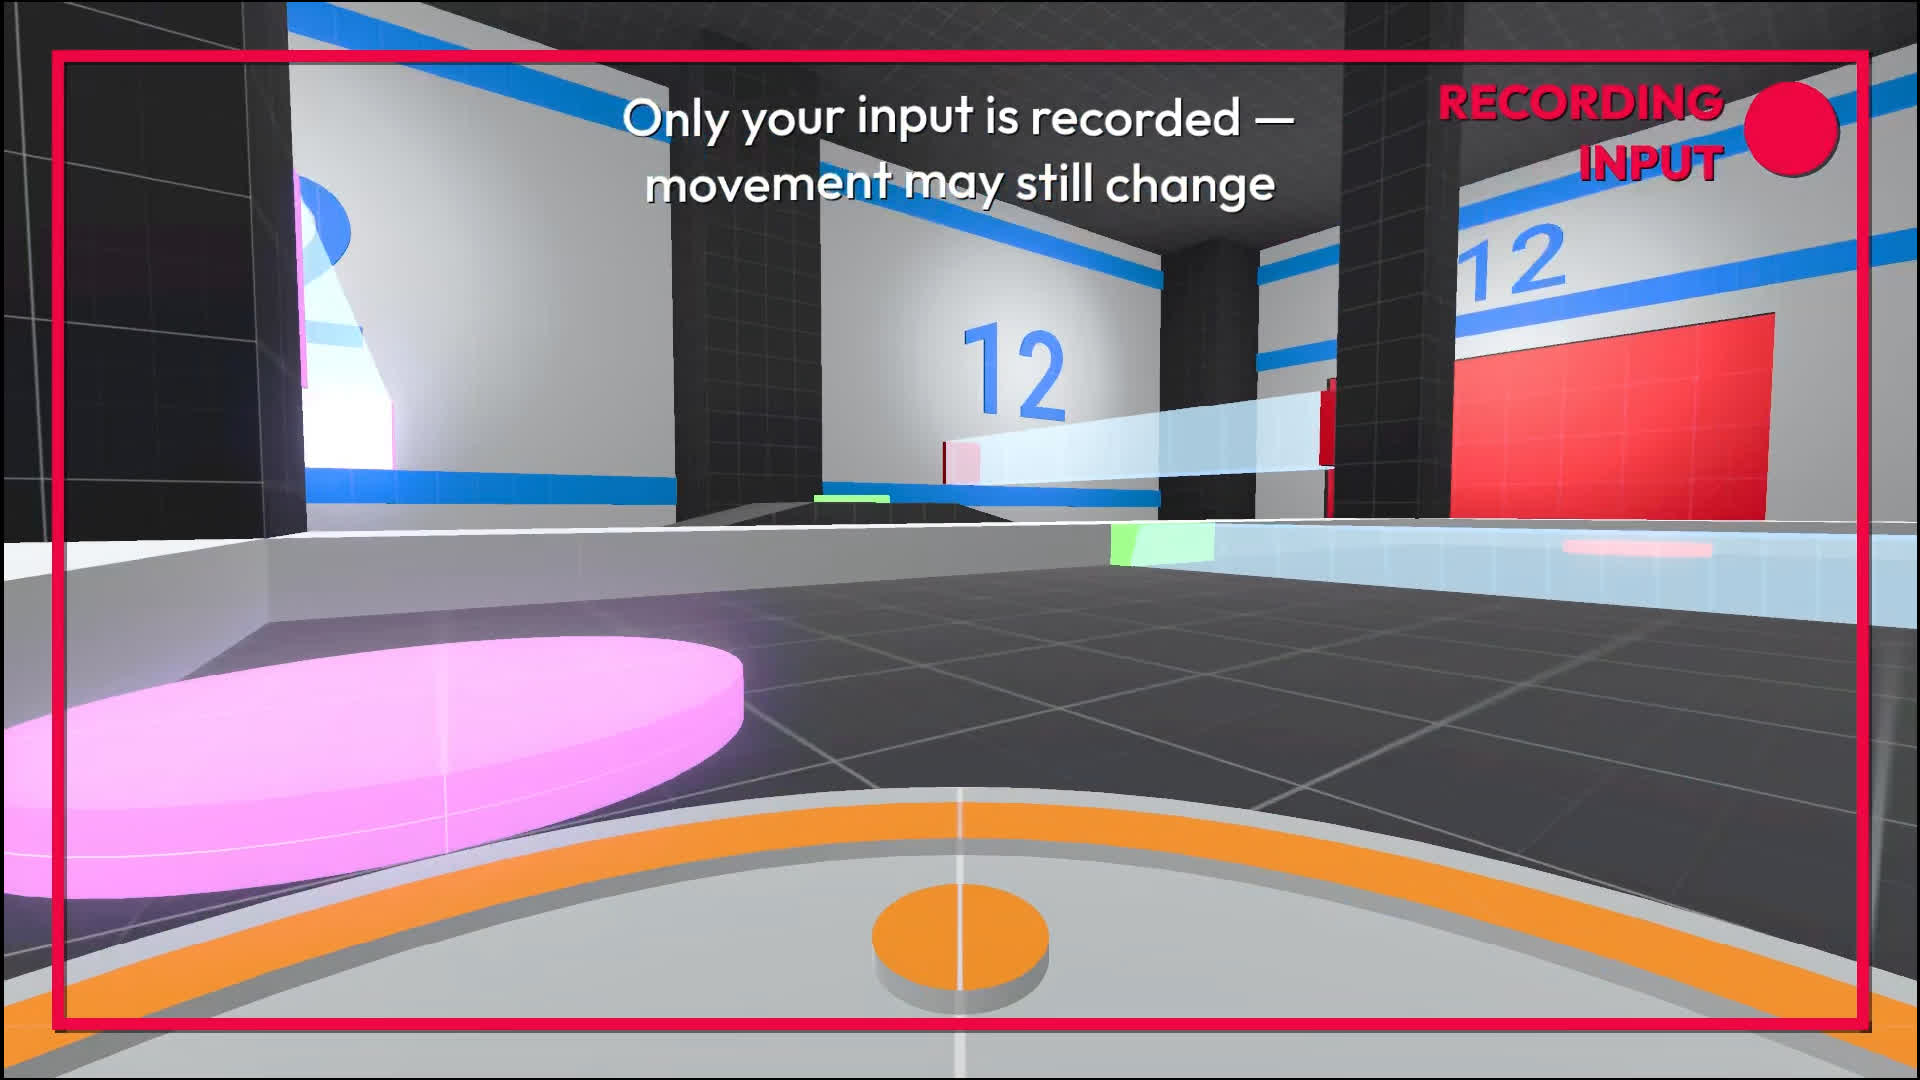 Only your input is recorded —
movement may still change
RECORDING
INPUT
12
12